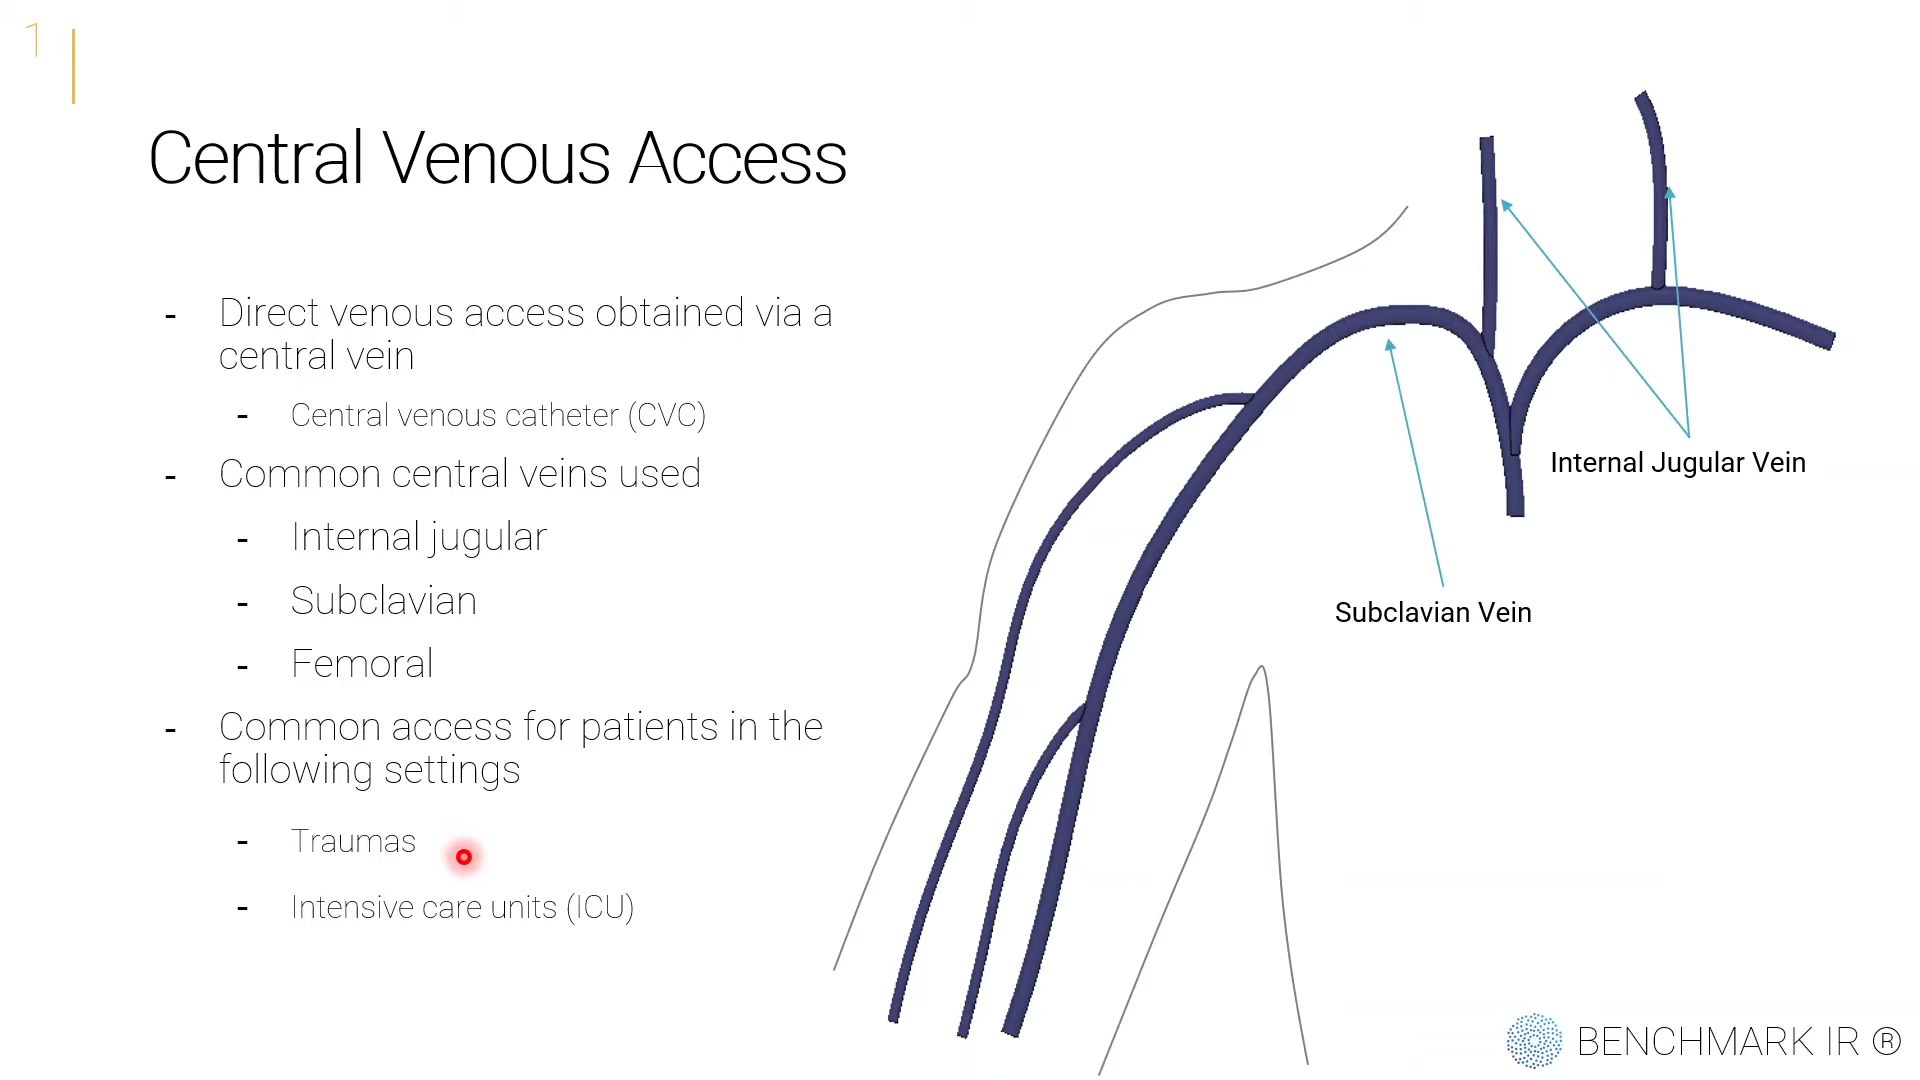 1
Central Venous Access
- Direct venous access obtained via a
central vein
- Central venous catheter (CVC)
- Common central veins used
- Internal jugular
- Subclavian
- Femoral
- Common access for patients in the
following settings
- Traumas
- Intensive care units (ICU)
Internal Jugular Vein
Subclavian Vein
BENCHMARK IR ®